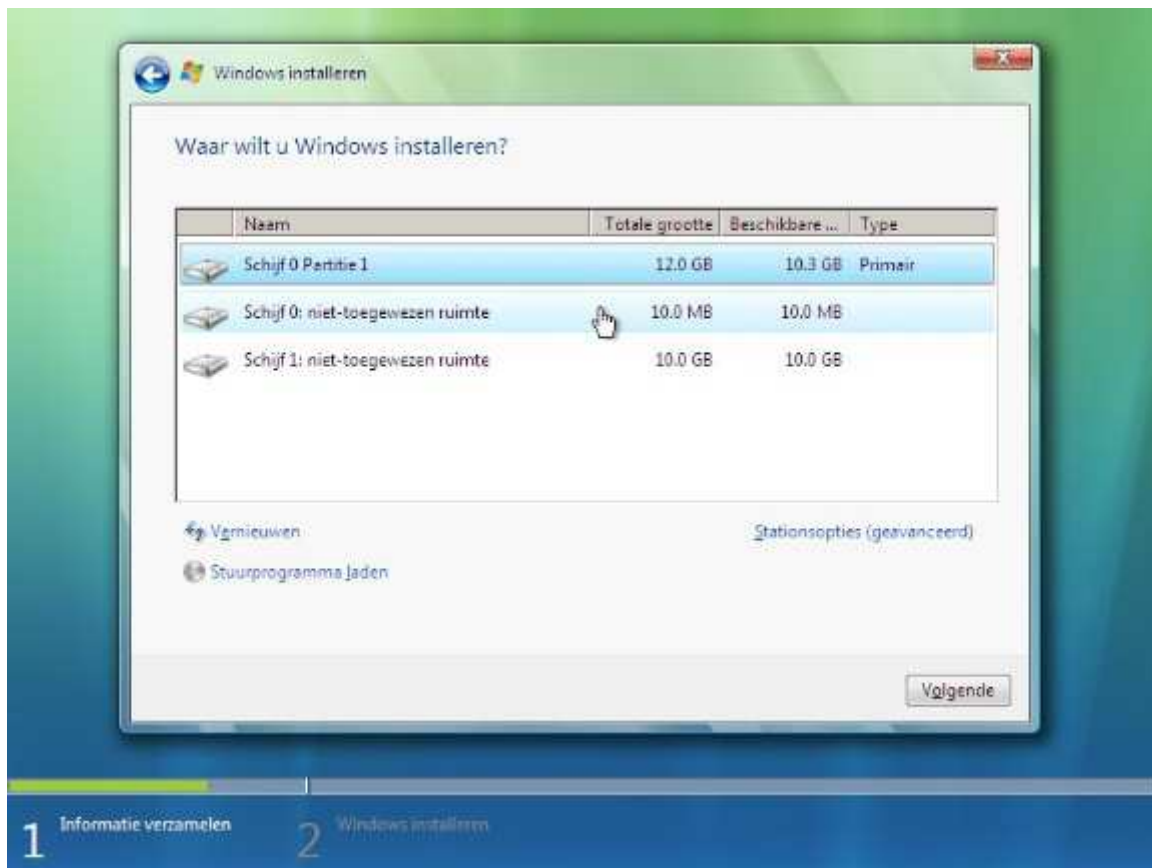 Windows installeren
Waar wilt u Windows installeren?
Naam Totale grootte Beschikbare ... Type
Schijf 0 Partitie 1 12.0 GB 10.3 GB Primair
Schijf 0: niet-toegewezen ruimte 10.0 MB 10.0 MB
Schijf 1: niet-toegewezen ruimte 10.0 GB 10.0 GB
Vernieuwen Stationsopties (geavanceerd)
Stuurprogramma laden
Volgende
1 Informatie verzamelen 2 Windows installeren